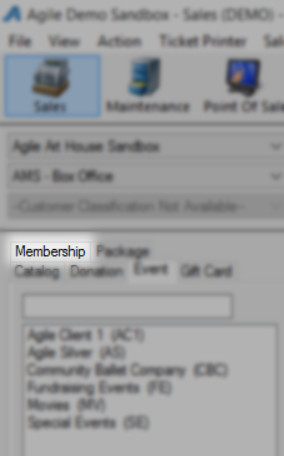 Agile Demo Sandbox - Sales (DEMO) -
File View Action Ticket Printer Sal
Sales Maintenance Point Of Sale
Agile Art House Sandbox
AMS - Box Office
-Customer Classification Not Available-
Membership Package
Catalog Donation Event Gift Card
Agile Client 1 (AC1)
Agile Silver (AS)
Community Ballet Company (CBC)
Fundraising Events (FE)
Movies (MV)
Special Events (SE)